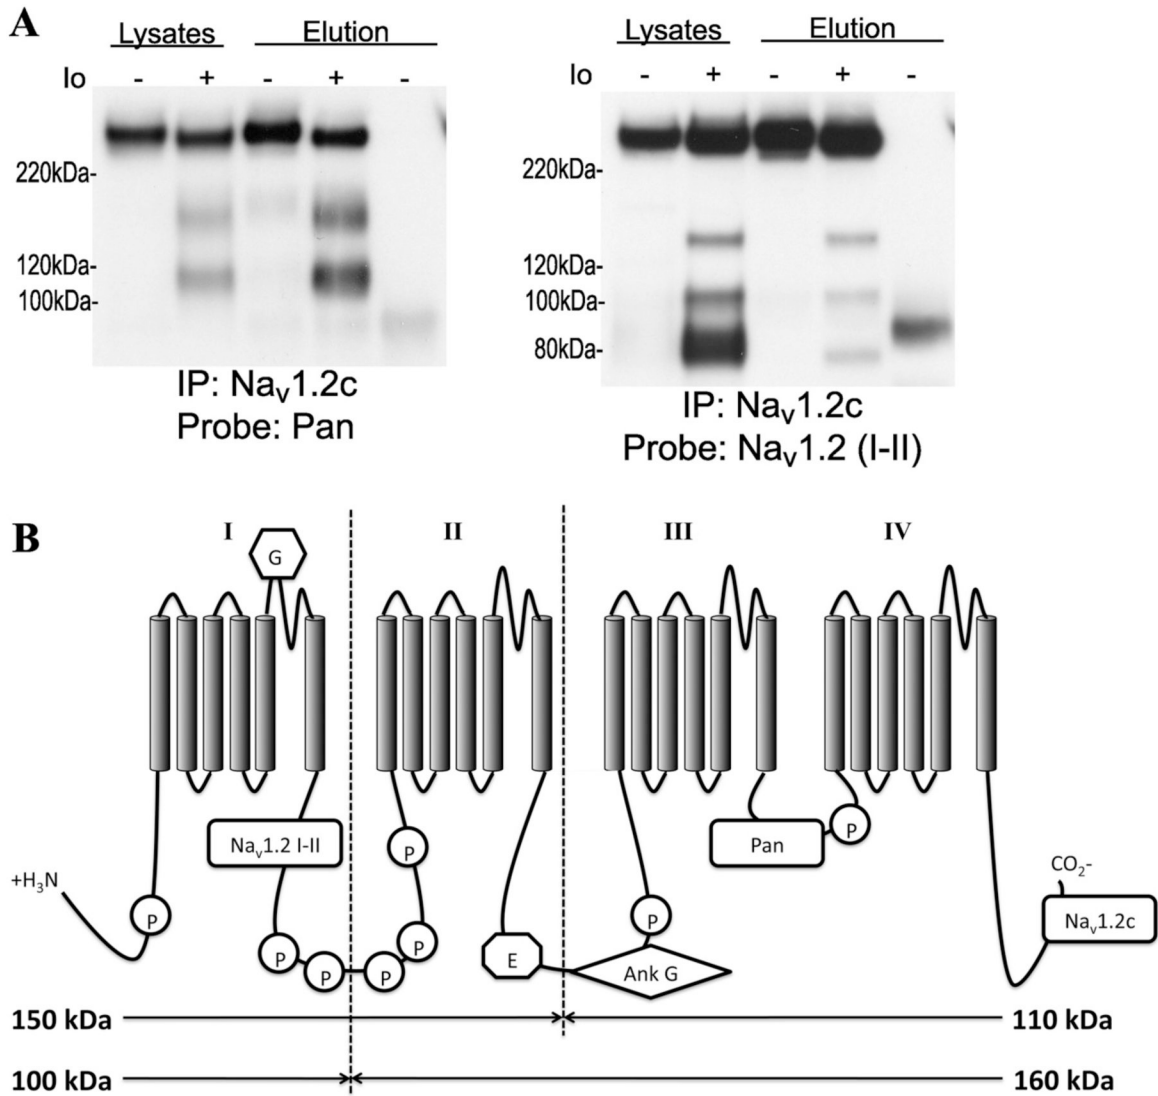 A
Lysates Elution
Io - + - + -
220kDa-
120kDa-
100kDa-
IP: Nav1.2c
Probe: Pan
Lysates Elution
Io - + - + -
220kDa-
120kDa-
100kDa-
80kDa-
IP: Nav1.2c
Probe: Nav1.2 (I-II)
B
I II III IV
G
Nav1.2 I-II
P
Pan
P
+H3N
CO2-
P
P
Nav1.2c
P
P
P
P
E
Ank G
150 kDa 110 kDa
100 kDa 160 kDa